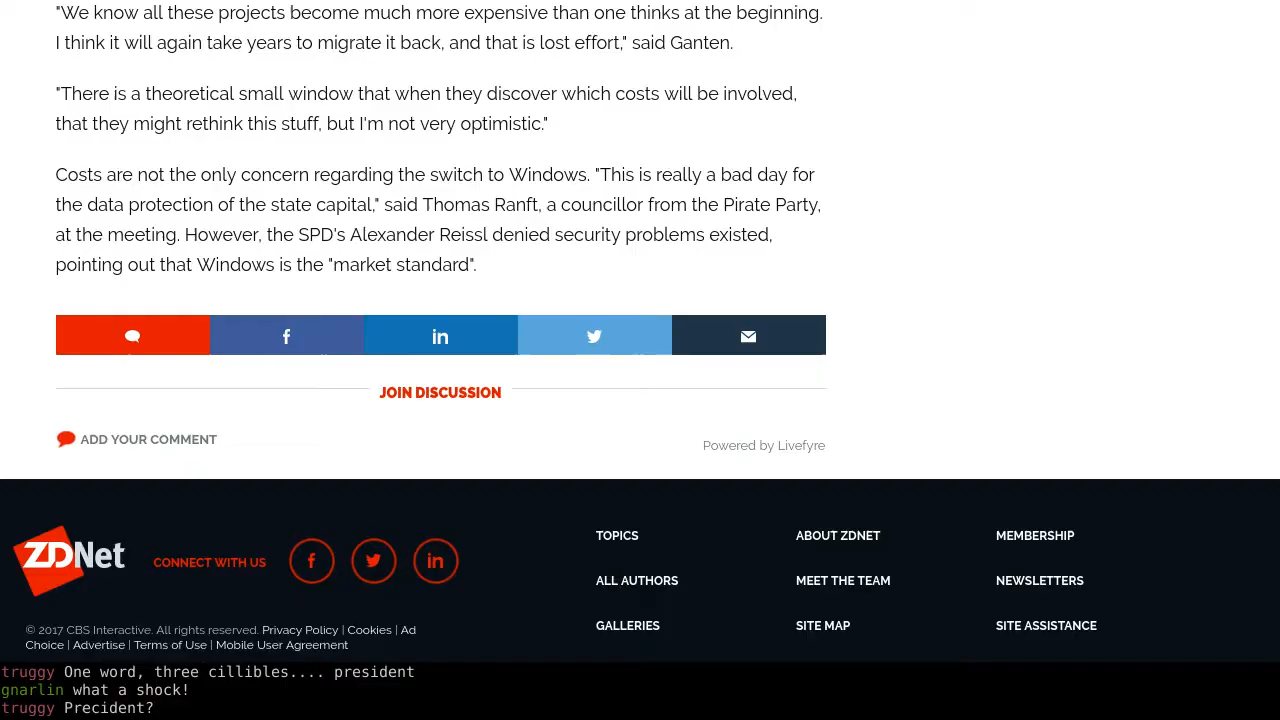 "We know all these projects become much more expensive than one thinks at the beginning.
I think it will again take years to migrate it back, and that is lost effort," said Ganten.
"There is a theoretical small window that when they discover which costs will be involved,
that they might rethink this stuff, but I'm not very optimistic."
Costs are not the only concern regarding the switch to Windows. "This is really a bad day for
the data protection of the state capital," said Thomas Ranft, a councillor from the Pirate Party,
at the meeting. However, the SPD's Alexander Reissl denied security problems existed,
pointing out that Windows is the "market standard".
JOIN DISCUSSION
ADD YOUR COMMENT
Powered by Livefyre
ZDNet
CONNECT WITH US
© 2017 CBS Interactive. All rights reserved. Privacy Policy | Cookies | Ad
Choice | Advertise | Terms of Use | Mobile User Agreement
TOPICS
ALL AUTHORS
GALLERIES
ABOUT ZDNET
MEET THE TEAM
SITE MAP
MEMBERSHIP
NEWSLETTERS
SITE ASSISTANCE
truggy One word, three cillibles.... president
gnarlin what a shock!
truggy Precident?